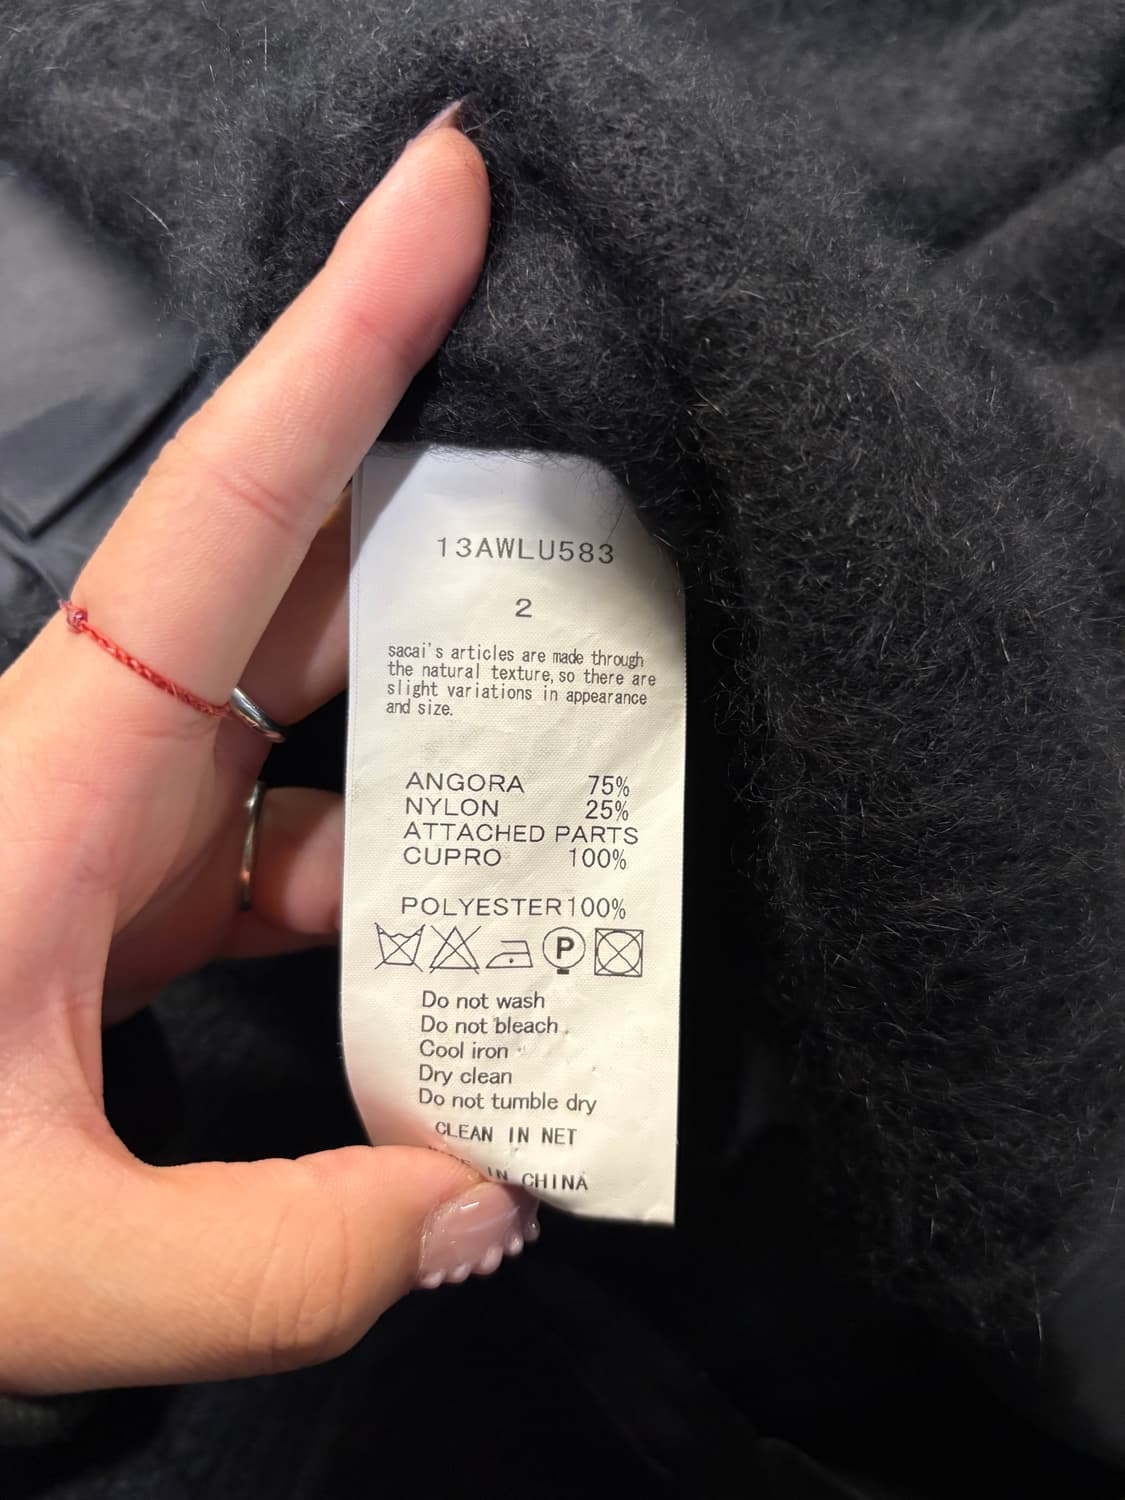 13AWLU583
2
sacai's articles are made through
the natural texture, so there are
slight variations in appearance
and size.
ANGORA 75%
NYLON 25%
ATTACHED PARTS
CUPRO 100%
POLYESTER 100%
P
Do not wash
Do not bleach
Cool iron
Dry clean
Do not tumble dry
CLEAN IN NET
IN CHINA